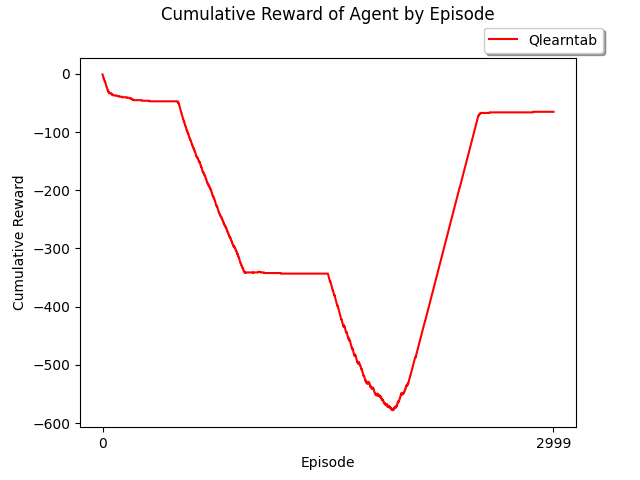 Cumulative Reward of Agent by Episode
Qlearntab
0
−100
−200
−300
−400
−500
−600
Cumulative Reward
0
2999
Episode